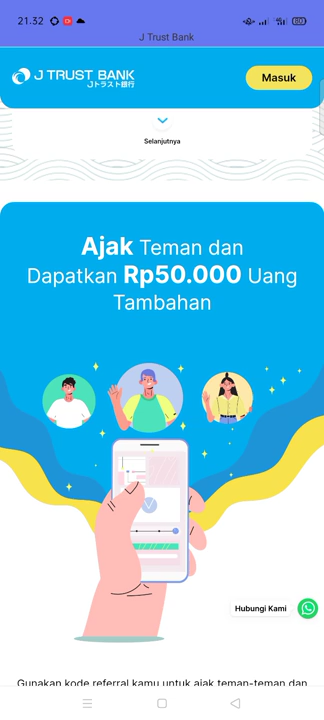 21.32
J Trust Bank
J TRUST BANK
Jトラスト銀行
Masuk
Selanjutnya
Ajak Teman dan
Dapatkan Rp50.000 Uang
Tambahan
Hubungi Kami
Gunakan kode referral kamu untuk ajak teman-teman dan